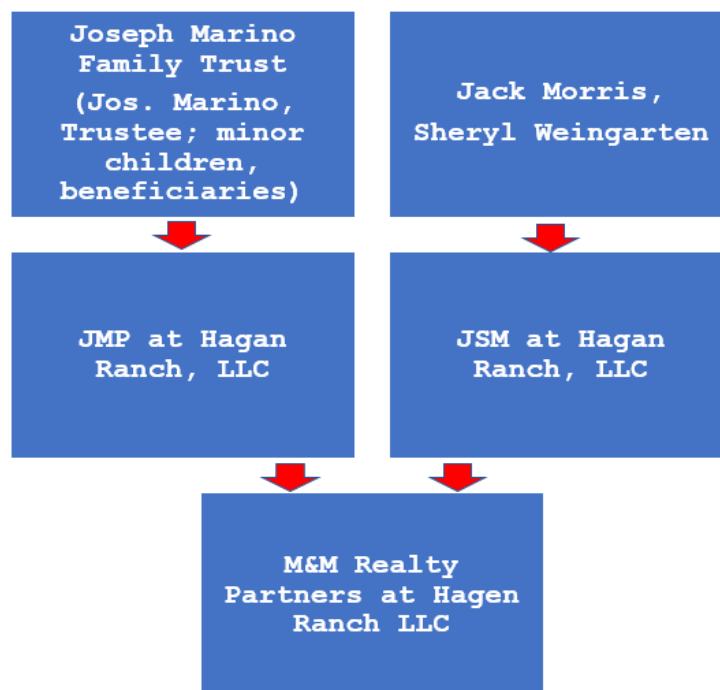 Joseph Marino
Family Trust
(Jos. Marino,
Trustee; minor
children,
beneficiaries)
Jack Morris,
Sheryl Weingarten
JMP at Hagan
Ranch, LLC
JSM at Hagan
Ranch, LLC
M&M Realty
Partners at Hagen
Ranch LLC